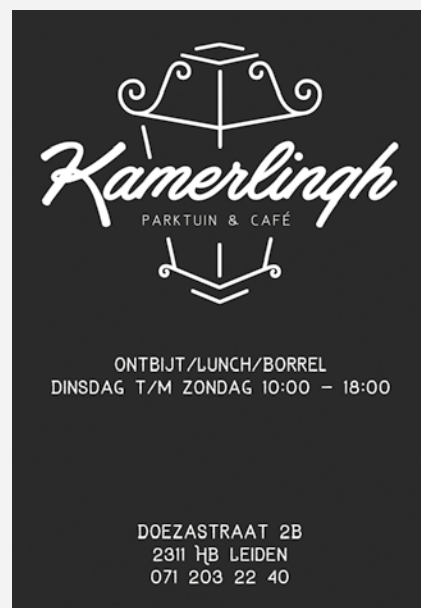 Kamerlingh
PARKTUIN & CAFÉ
ONTBIJT/LUNCH/BORREL
DINSDAG T/M ZONDAG 10:00 – 18:00
DOEZASTRAAT 2B
2311 HB LEIDEN
071 203 22 40